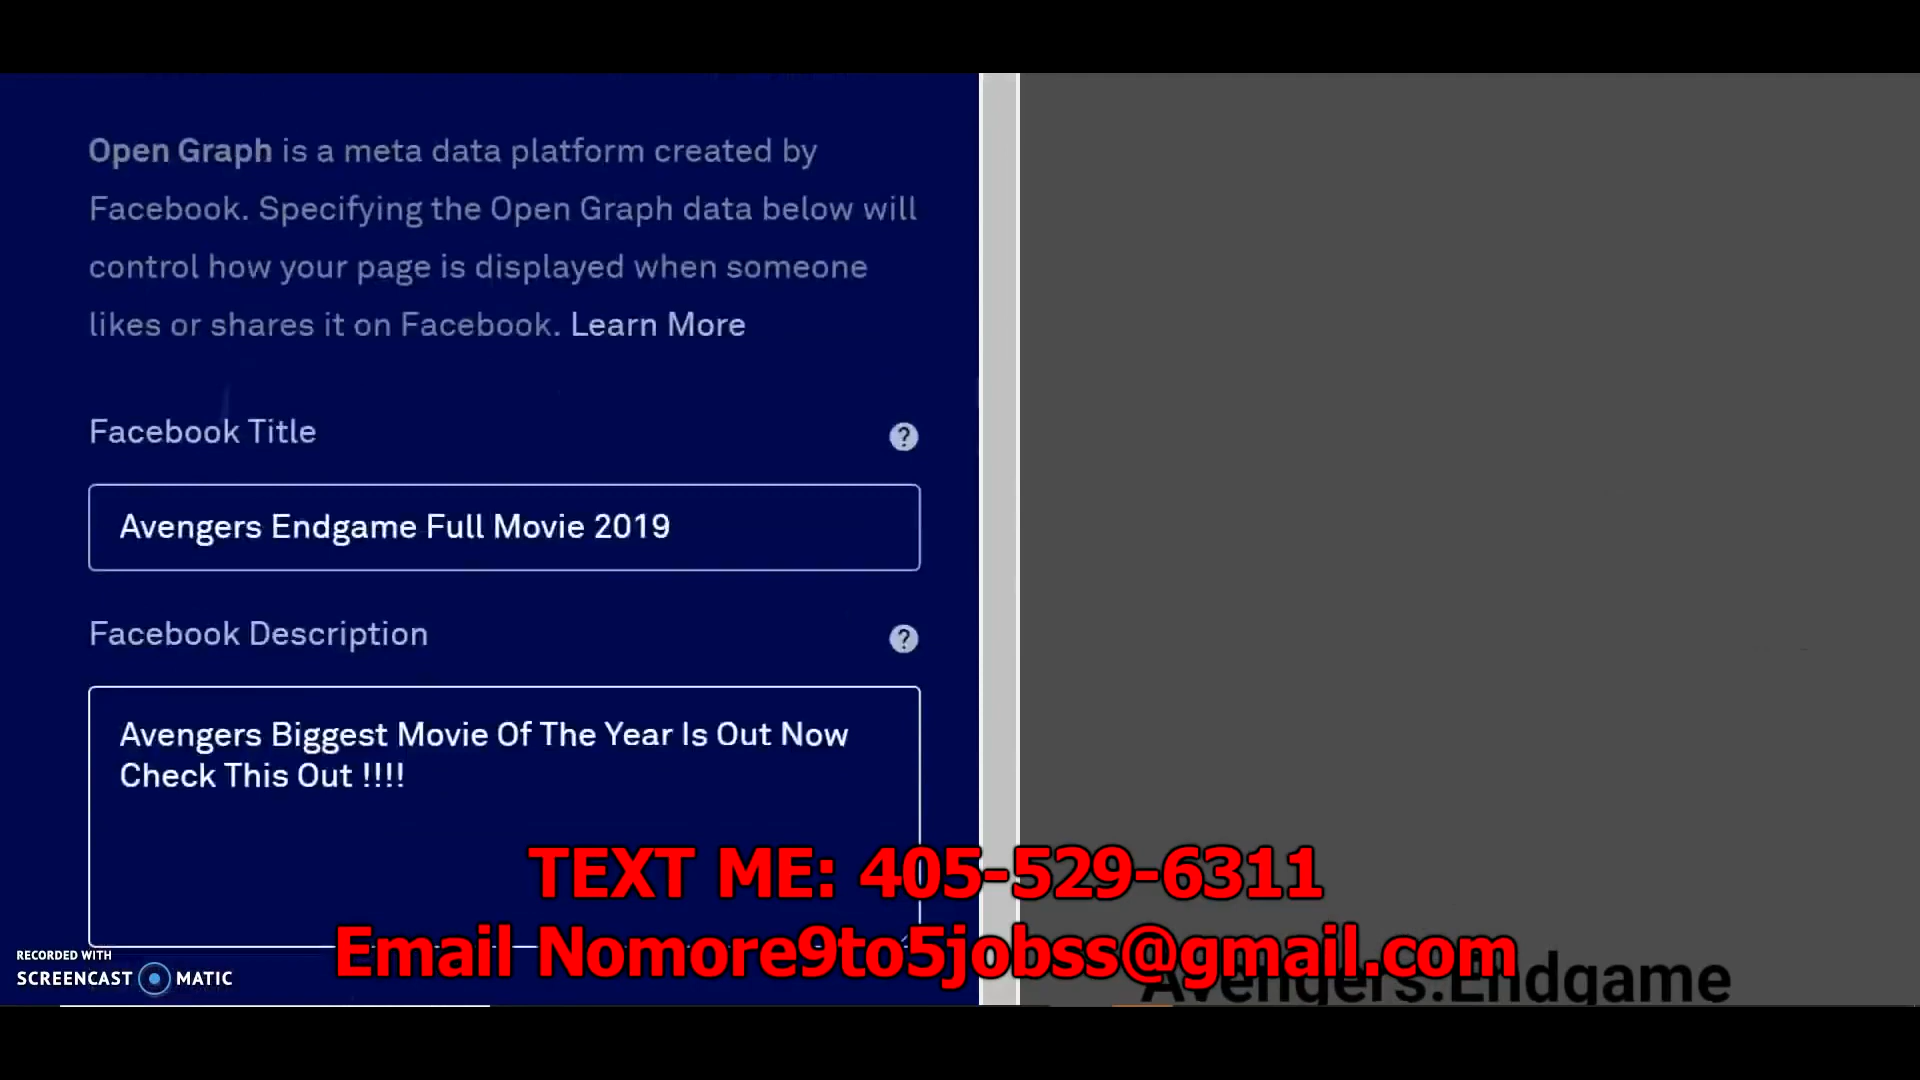 Open Graph is a meta data platform created by
Facebook. Specifying the Open Graph data below will
control how your page is displayed when someone
likes or shares it on Facebook. Learn More
Facebook Title
?
Avengers Endgame Full Movie 2019
Facebook Description
?
Avengers Biggest Movie Of The Year Is Out Now
Check This Out !!!!
TEXT ME: 405-529-6311
Email Nomore9to5jobss@gmail.com
Avengers:Endgame
RECORDED WITH
SCREENCAST MATIC